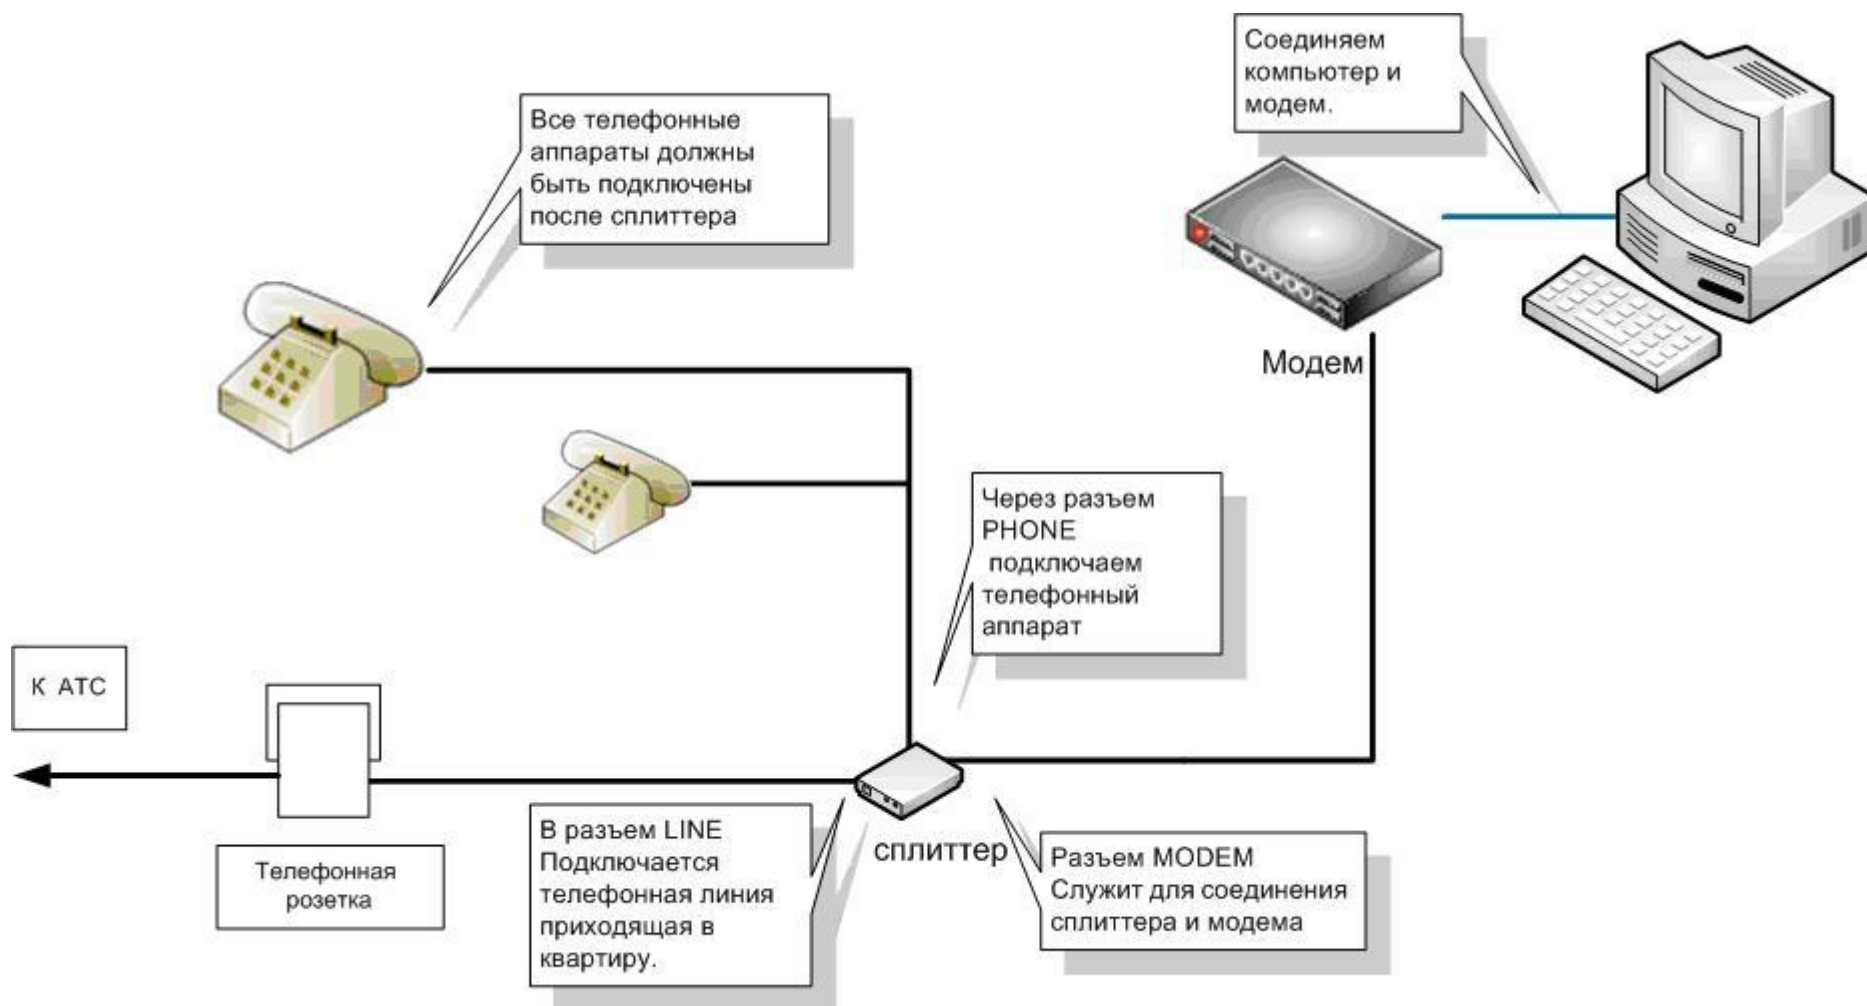 Соединяем
компьютер и
модем.
Все телефонные
аппараты должны
быть подключены
после сплиттера
Модем
Через разъем
PHONE
подключаем
телефонный
аппарат
К АТС
Телефонная
розетка
В разъем LINE
Подключается
телефонная линия
приходящая в
квартиру.
сплиттер
Разъем MODEM
Служит для соединения
сплиттера и модема